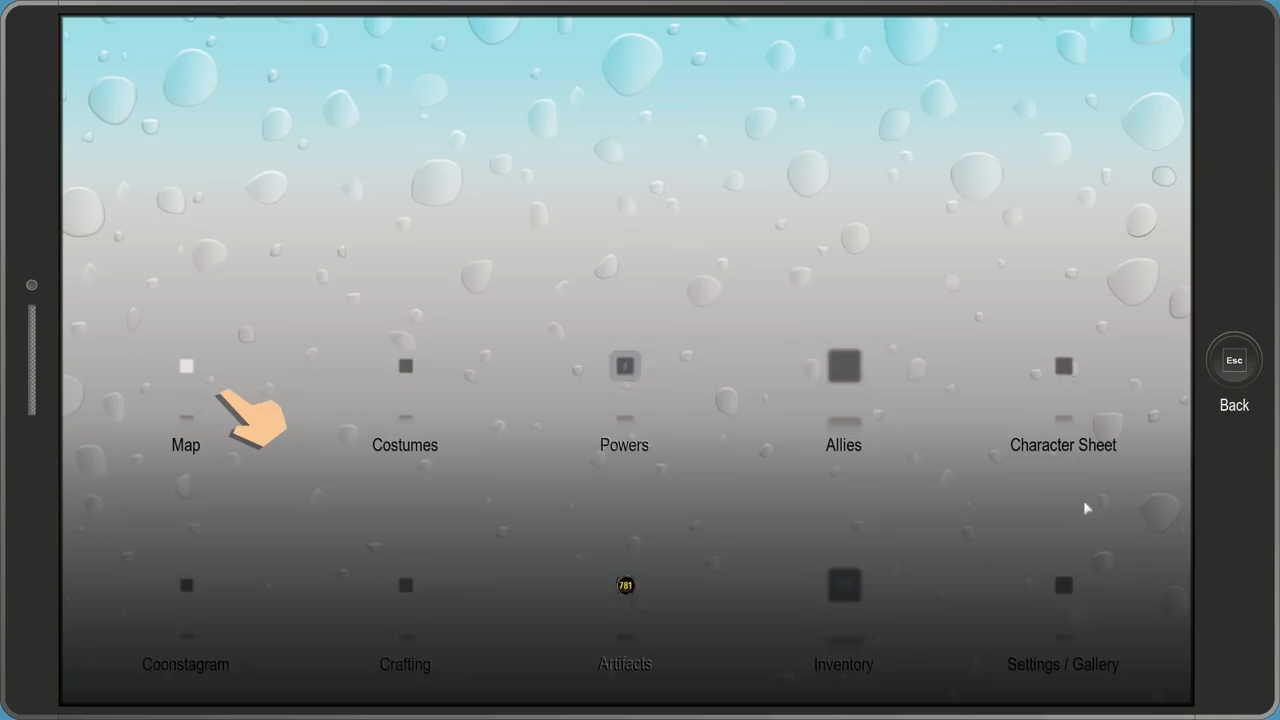 Esc
Back
Map
Costumes
Powers
Allies
Character Sheet
781
Coonstagram
Crafting
Artifacts
Inventory
Settings / Gallery